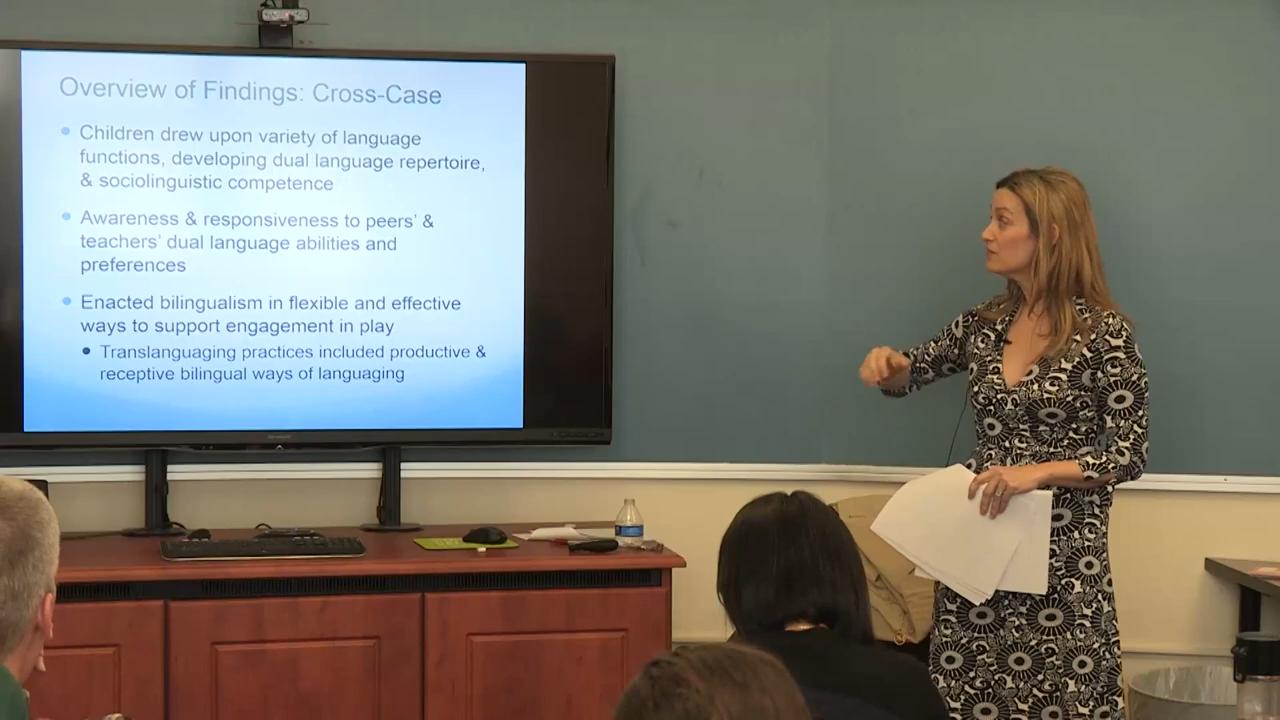 Overview of Findings: Cross-Case
Children drew upon variety of language
functions, developing dual language repertoire,
& sociolinguistic competence
Awareness & responsiveness to peers' &
teachers' dual language abilities and
preferences
Enacted bilingualism in flexible and effective
ways to support engagement in play
Translanguaging practices included productive &
receptive bilingual ways of languaging